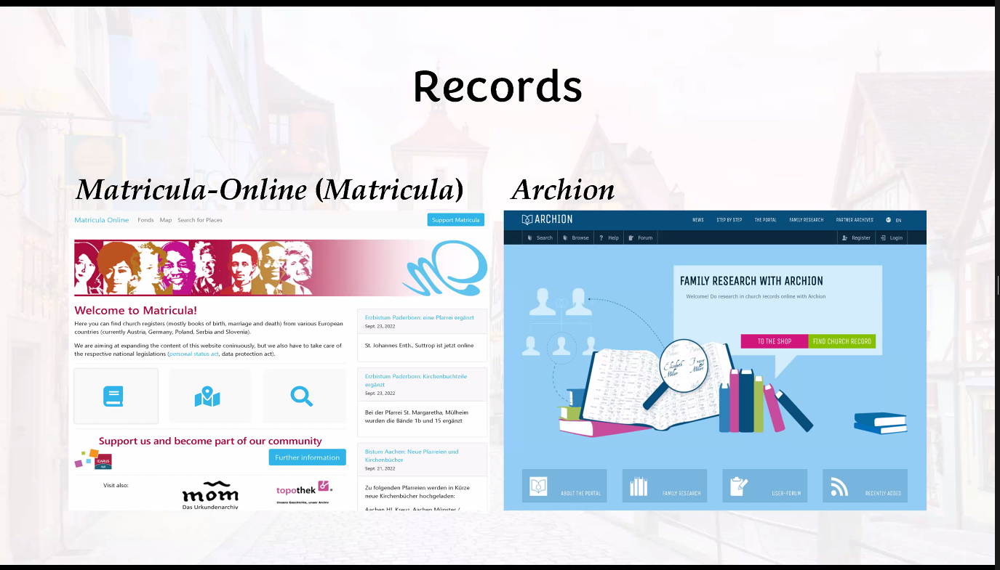 Records
Matricula-Online (Matricula)
Matricula Online Fonds Map Search for Places Support Matricula
Welcome to Matricula!
Here you can find church registers (mostly books of birth, marriage and death) from various European
countries (currently Austria, Germany, Poland, Serbia and Slovenia).
We are aiming at expanding the content of this website coninuously, but we also have to take care of
the respective national legislations (personal status act, data protection act).
Support us and become part of our community
ICARUS
4all
Further information
Visit also:
mom
Das Urkundenarchiv
topothek
Unsere Geschichte, unser Archiv
Erzbistum Paderborn: eine Pfarrei ergänzt
Sept. 23, 2022
St. Johannes Enth., Suttrop ist jetzt online
Erzbistum Paderborn: Kirchenbuchteile
ergänzt
Sept. 23, 2022
Bei der Pfarrei St. Margaretha, Mülheim
wurden die Bände 1b und 15 ergänzt
Bistum Aachen: Neue Pfarreien und
Kirchenbücher
Sept. 21, 2022
Zu folgenden Pfarreien werden in Kürze
neue Kirchenbücher hochgeladen:
Aachen Hl. Kreuz, Aachen Münster /
Archion
ARCHION NEWS STEP BY STEP THE PORTAL FAMILY RESEARCH PARTNER ARCHIVES EN
Search Browse ? Help Forum Register Login
FAMILY RESEARCH WITH ARCHION
Welcome! Do research in church records online with Archion
TO THE SHOP FIND CHURCH RECORD
Elisabeth Franz
Müller Müller
ABOUT THE PORTAL FAMILY RESEARCH USER-FORUM RECENTLY ADDED